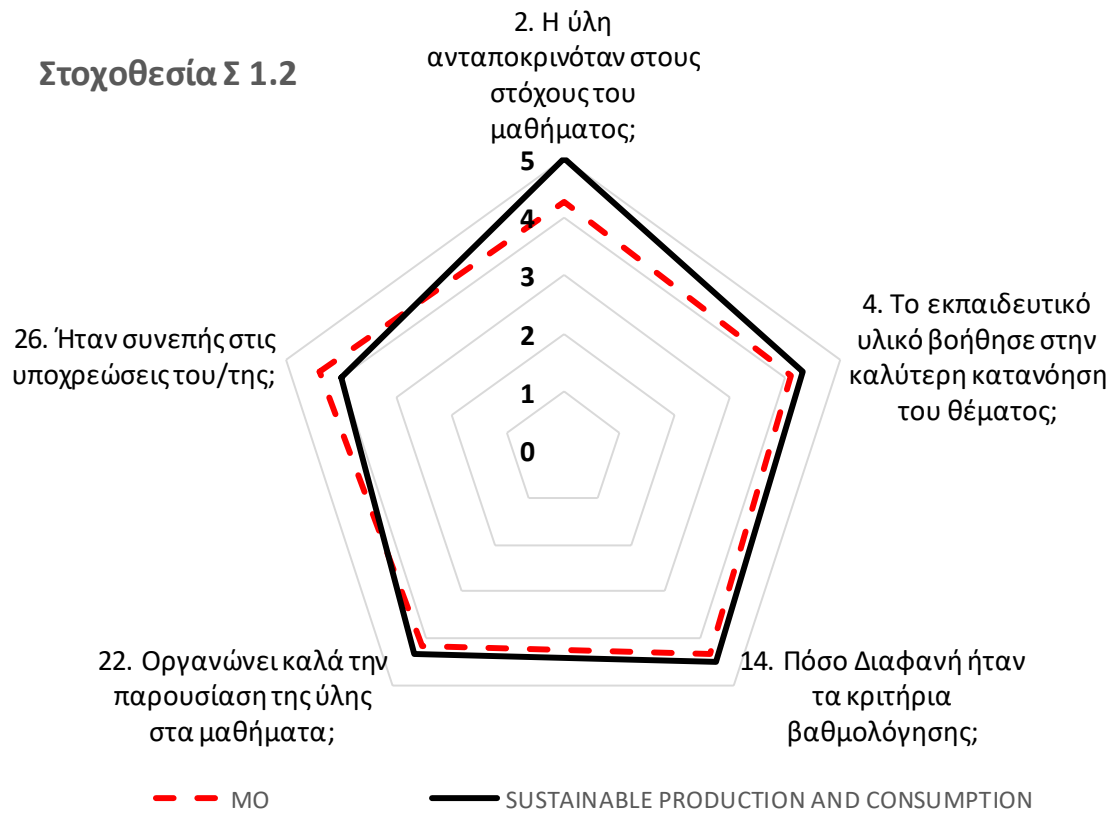 Στοχοθεσία Σ 1.2
2. Η ύλη
ανταποκρινόταν στους
στόχους του
μαθήματος;
5
4
3
2
1
0
4. Το εκπαιδευτικό
υλικό βοήθησε στην
καλύτερη κατανόηση
του θέματος;
14. Πόσο Διαφανή ήταν
τα κριτήρια
βαθμολόγησης;
22. Οργανώνει καλά την
παρουσίαση της ύλης
στα μαθήματα;
26. Ήταν συνεπής στις
υποχρεώσεις του/της;
ΜΟ
SUSTAINABLE PRODUCTION AND CONSUMPTION